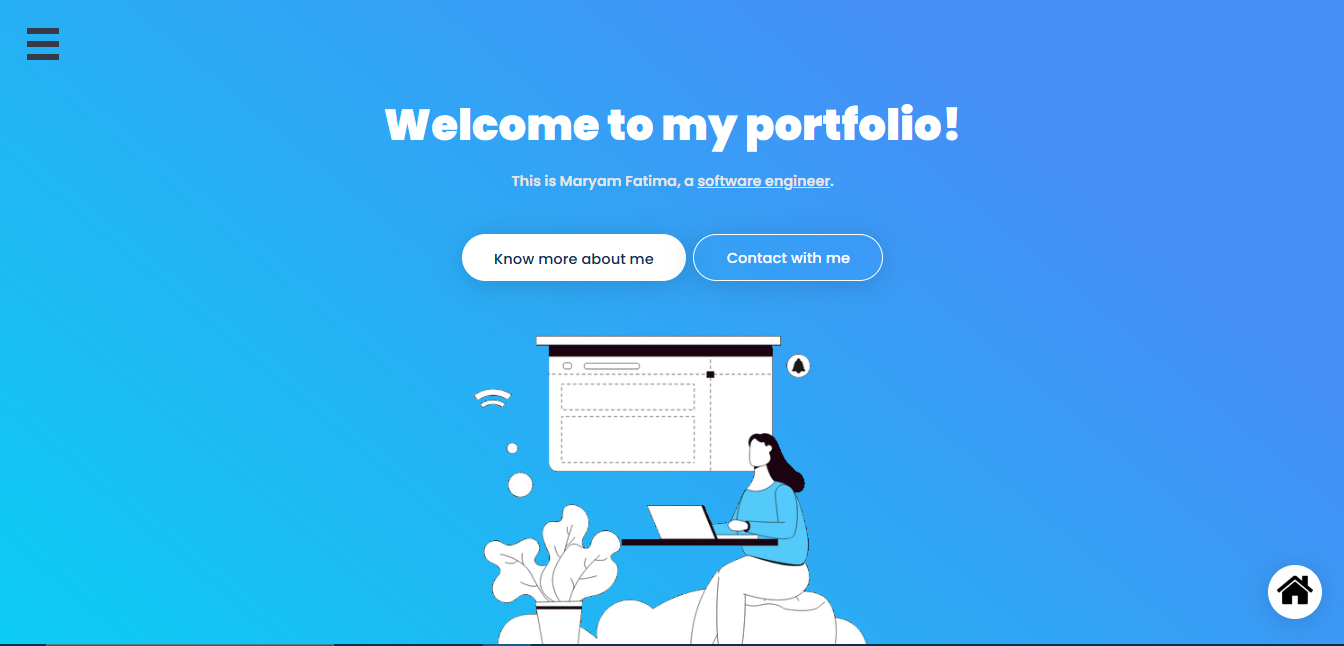 Welcome to my portfolio!
This is Maryam Fatima, a software engineer.
Know more about me
Contact with me